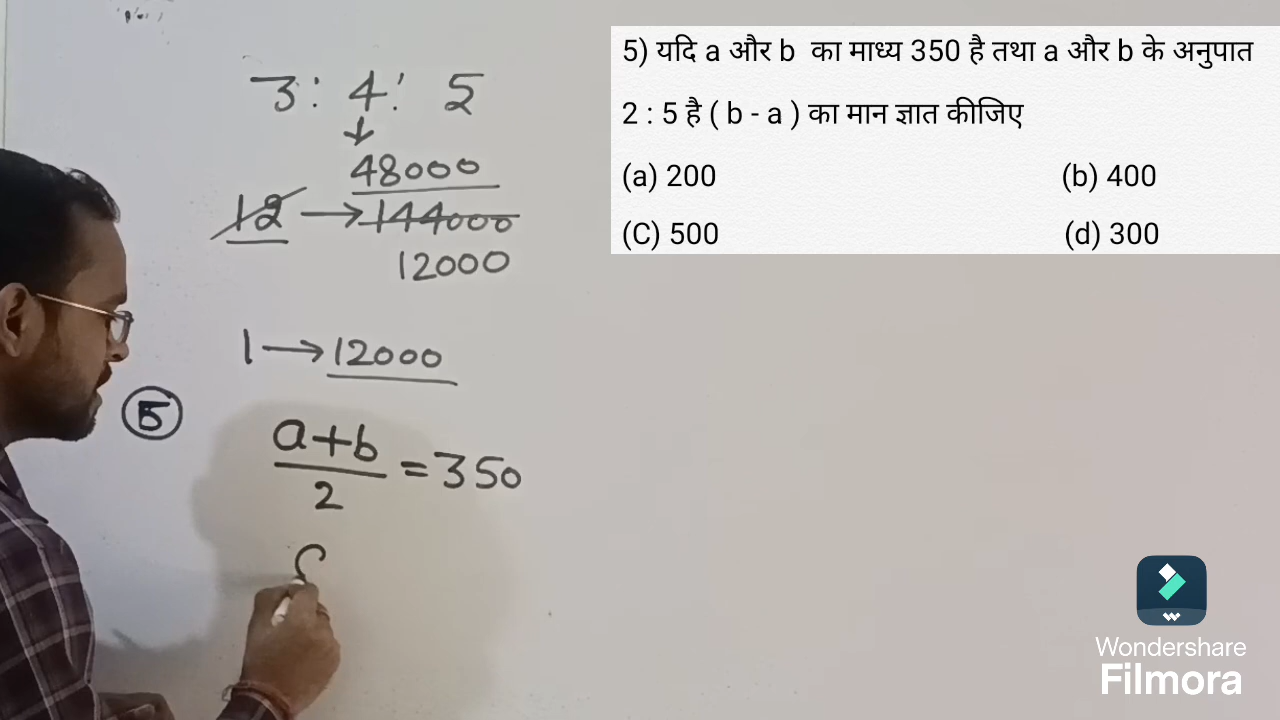 3 : 4 : 5
↓
48000
12 → 144000
12000
1 → 12000
5
a+b
2
= 350
5) यदि a और b का माध्य 350 है तथा a और b के अनुपात
2 : 5 है ( b - a ) का मान ज्ञात कीजिए
(a) 200 (b) 400
(C) 500 (d) 300
Wondershare
Filmora